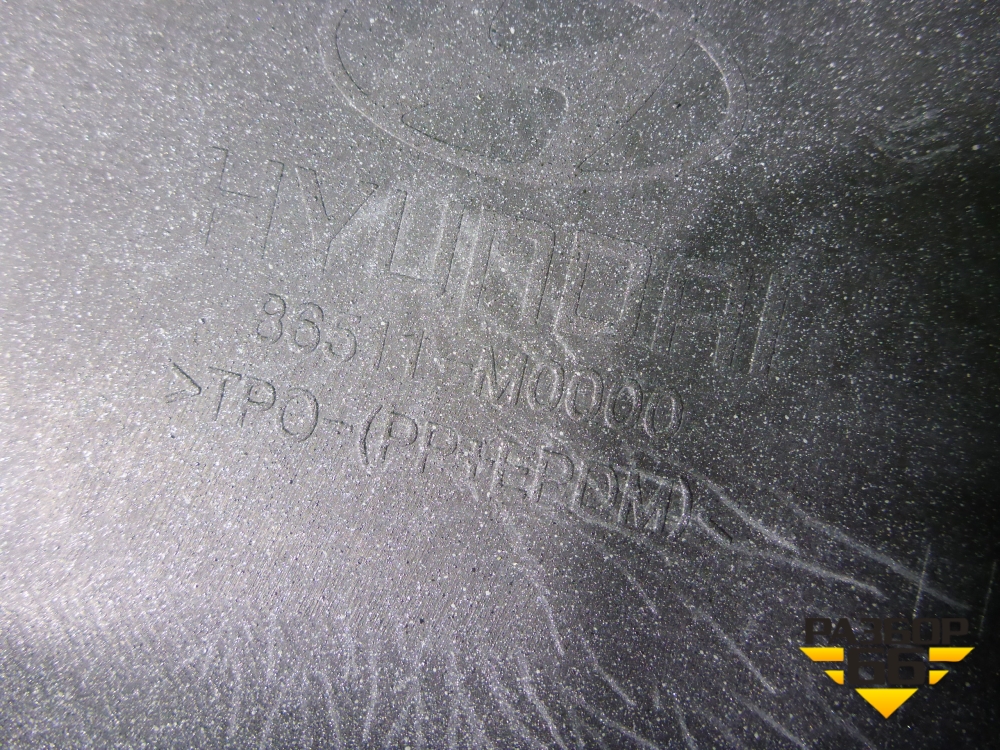 HYUNDAI
86511-M0000
>TPO-(PP+EPDM)<
РАЗБОР
66